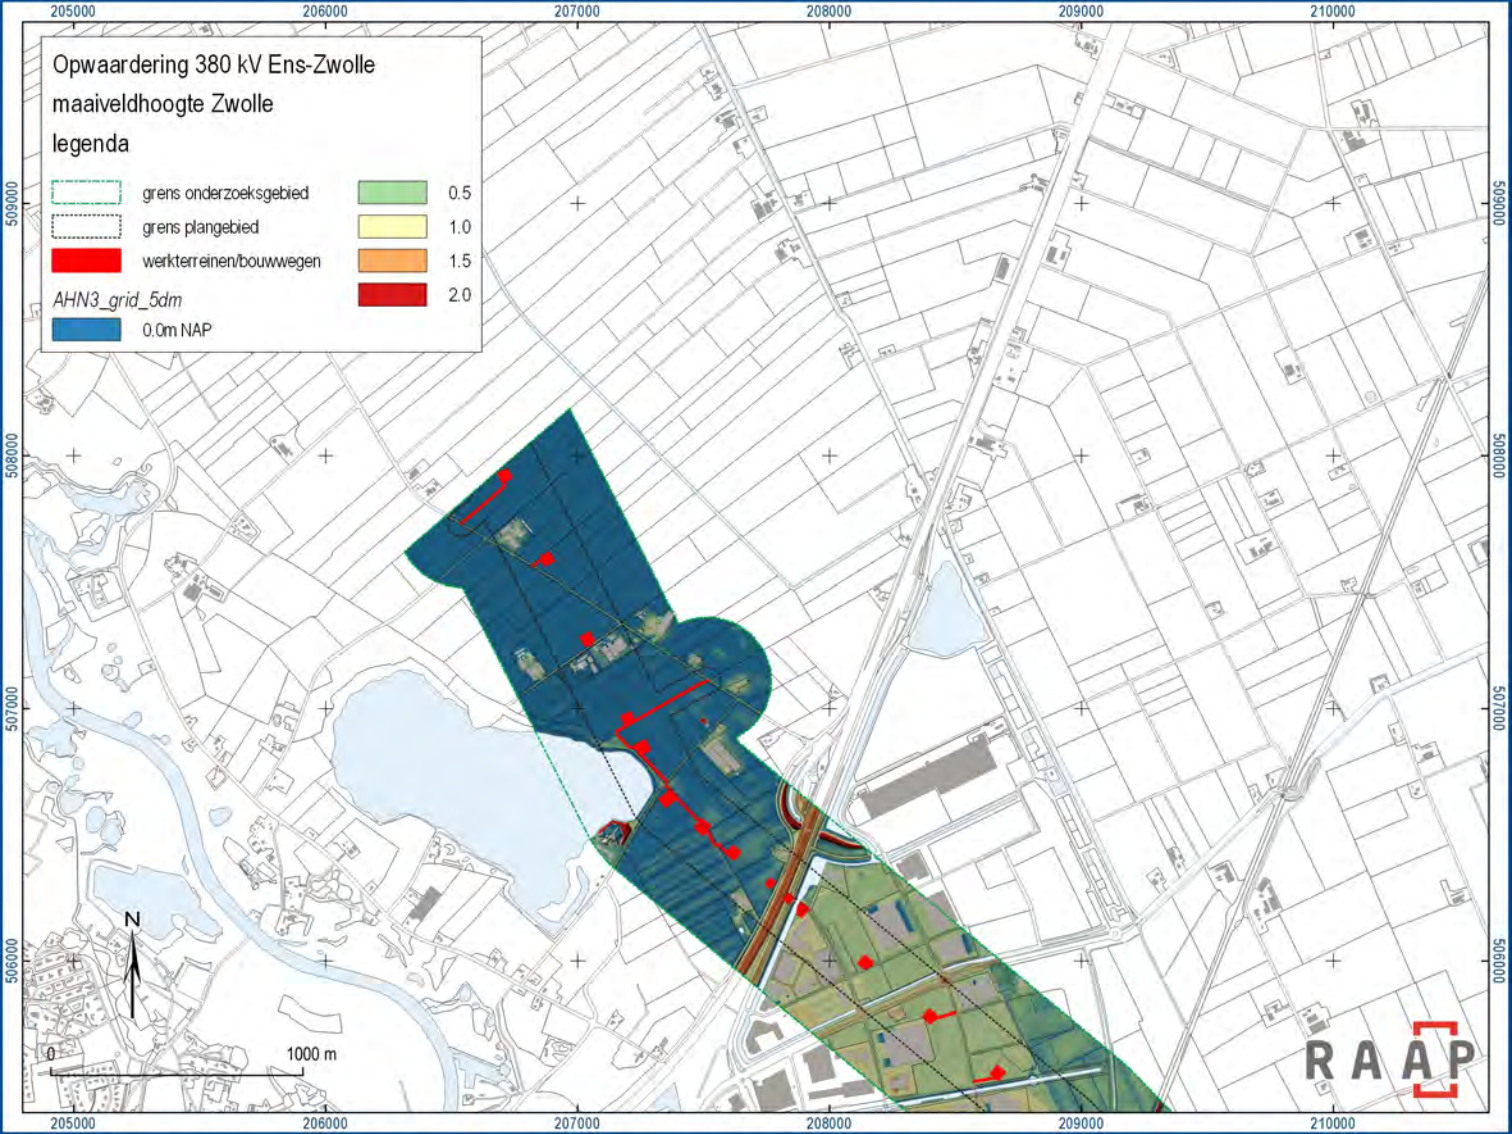 205000 206000 207000 208000 209000 210000
Opwaardering 380 kV Ens-Zwolle
maaiveldhoogte Zwolle
legenda
grens onderzoeksgebied
grens plangebied
werkterreinen/bouwwegen
AHN3_grid_5dm
0.0m NAP
0.5
1.0
1.5
2.0
509000 509000
508000 508000
507000 507000
506000 506000
N
0 1000 m
RAAP
205000 206000 207000 208000 209000 210000